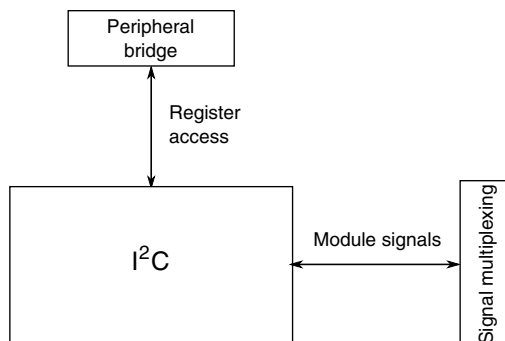 Peripheral
bridge
Register
access
I²C
Module signals
Signal multiplexing